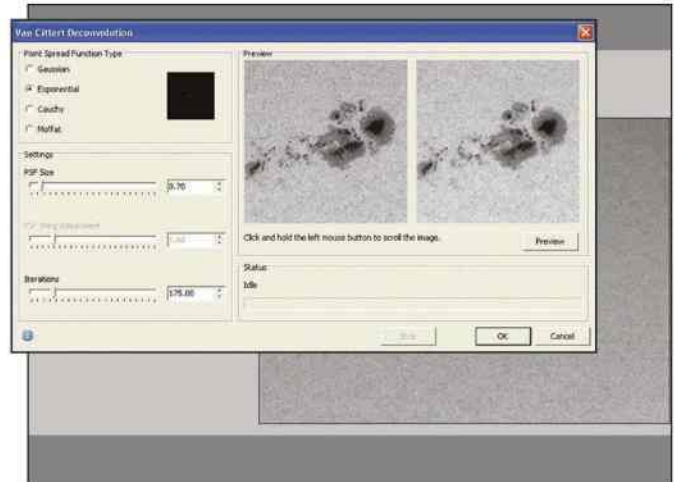 Van Cittert Deconvolution
Point Spread Function Type
Gaussian
Exponential
Cauchy
Moffat
Settings
PSF Size
0.70
Iterations
175.00
Preview
Click and hold the left mouse button to scroll the image.
Preview
Status
Idle
OK
Cancel